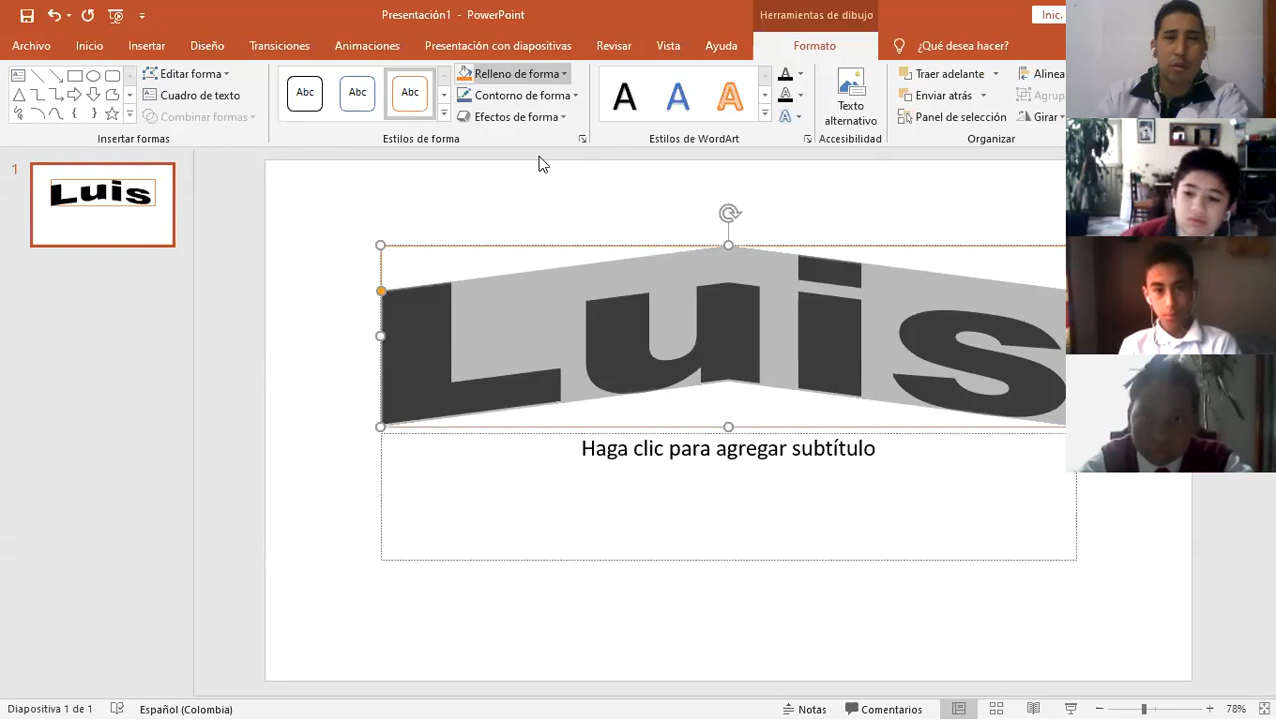 Presentación1 - PowerPoint
Herramientas de dibujo
Inic.
Archivo
Inicio
Insertar
Diseño
Transiciones
Animaciones
Presentación con diapositivas
Revisar
Vista
Ayuda
Formato
¿Qué desea hacer?
Editar forma
Cuadro de texto
Combinar formas
Insertar formas
Abc
Abc
Abc
Relleno de forma
Contorno de forma
Efectos de forma
Estilos de forma
A
A
A
A
A
A
Estilos de WordArt
Texto
alternativo
Accesibilidad
Traer adelante
Enviar atrás
Panel de selección
Alinea
Agrup
Girar
Organizar
1
Luis
Luis
Haga clic para agregar subtítulo
Diapositiva 1 de 1
Español (Colombia)
Notas
Comentarios
78%